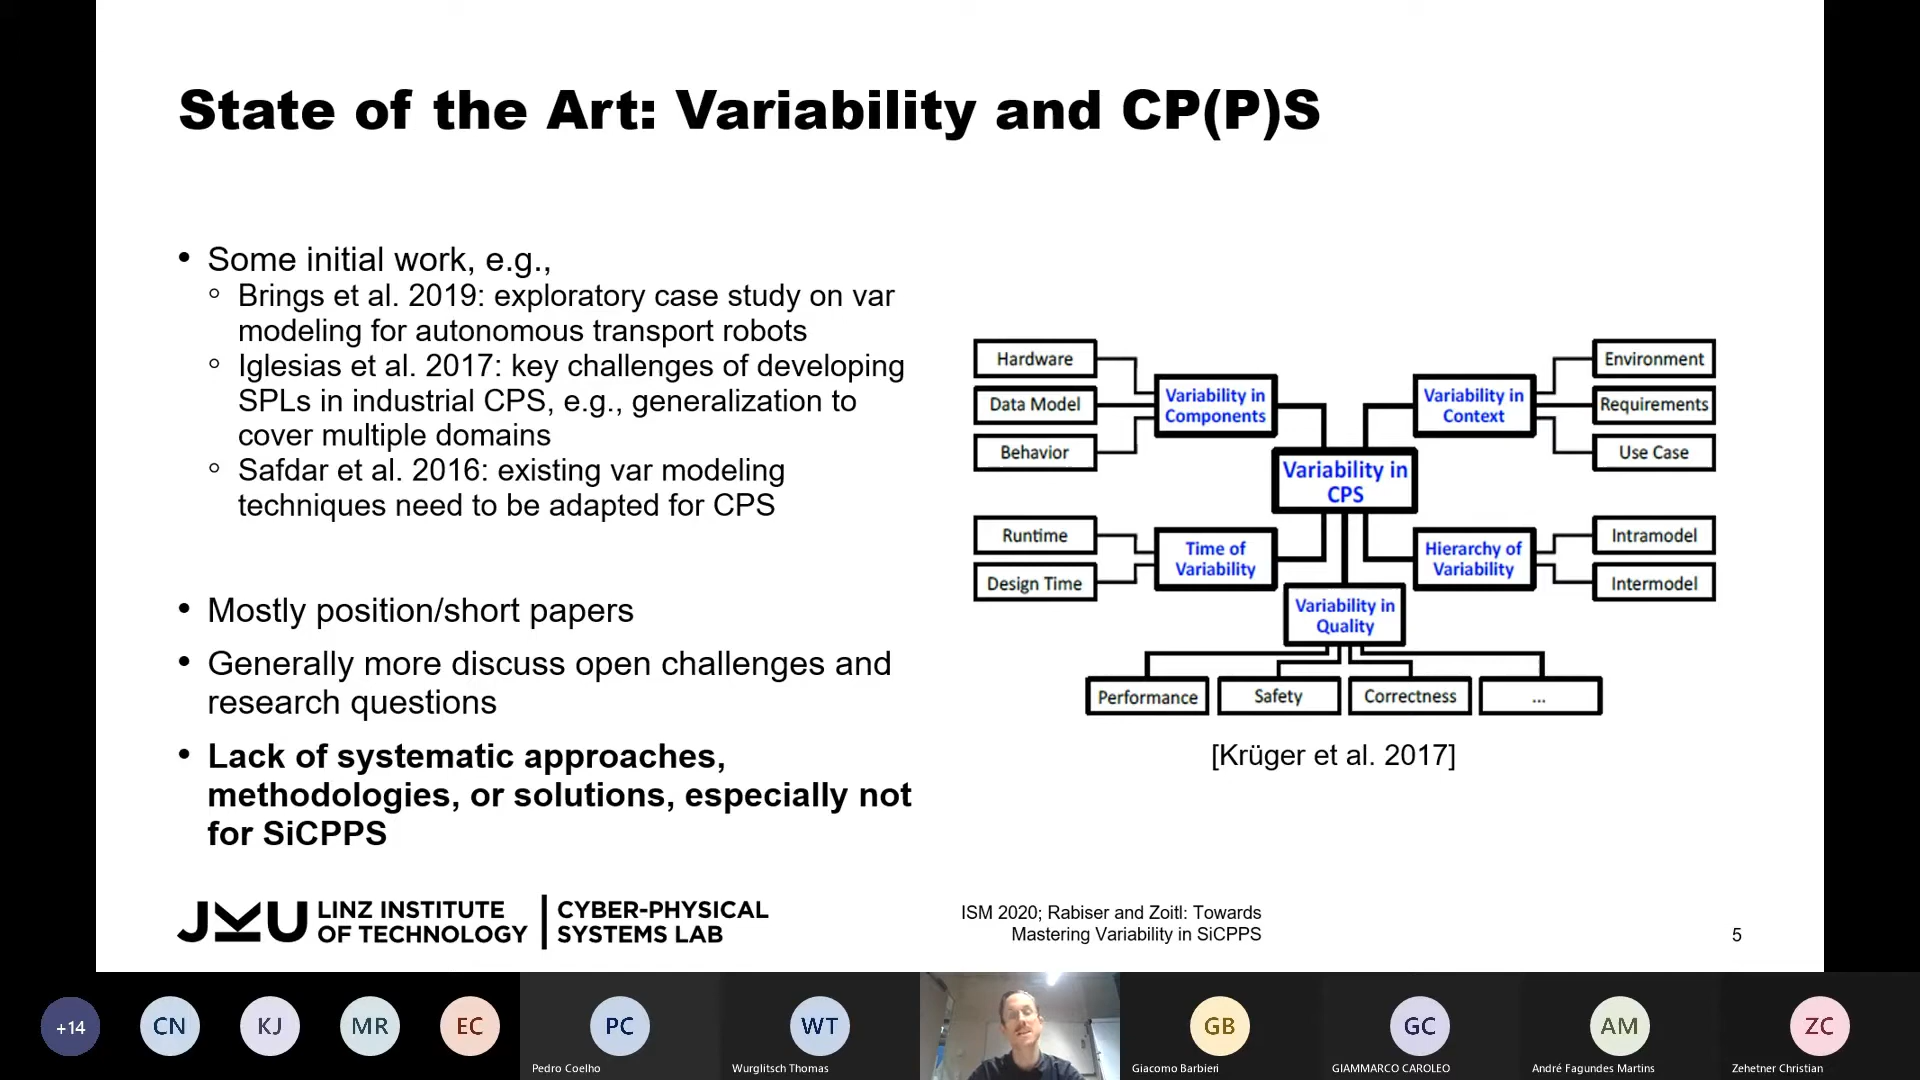 State of the Art: Variability and CP(P)S
• Some initial work, e.g.,
○ Brings et al. 2019: exploratory case study on var
modeling for autonomous transport robots
○ Iglesias et al. 2017: key challenges of developing
SPLs in industrial CPS, e.g., generalization to
cover multiple domains
○ Safdar et al. 2016: existing var modeling
techniques need to be adapted for CPS
• Mostly position/short papers
• Generally more discuss open challenges and
research questions
• Lack of systematic approaches,
methodologies, or solutions, especially not
for SiCPPS
Hardware
Data Model
Behavior
Variability in
Components
Variability in
Context
Environment
Requirements
Use Case
Variability in
CPS
Runtime
Design Time
Time of
Variability
Hierarchy of
Variability
Intramodel
Intermodel
Variability in
Quality
Performance
Safety
Correctness
...
[Krüger et al. 2017]
JKU
LINZ INSTITUTE
OF TECHNOLOGY
CYBER-PHYSICAL
SYSTEMS LAB
ISM 2020; Rabiser and Zoitl: Towards
Mastering Variability in SiCPPS
5
+14
CN
KJ
MR
EC
PC
Pedro Coelho
WT
Wurglitsch Thomas
GB
Giacomo Barbieri
GC
GIAMMARCO CAROLEO
AM
André Fagundes Martins
ZC
Zehetner Christian